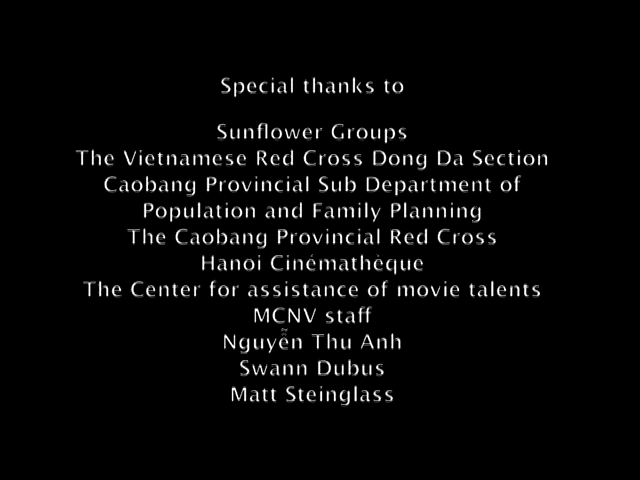 Special thanks to
Sunflower Groups
The Vietnamese Red Cross Dong Da Section
Caobang Provincial Sub Department of
Population and Family Planning
The Caobang Provincial Red Cross
Hanoi Cinémathèque
The Center for assistance of movie talents
MCNV staff
Nguyễn Thu Anh
Swann Dubus
Matt Steinglass